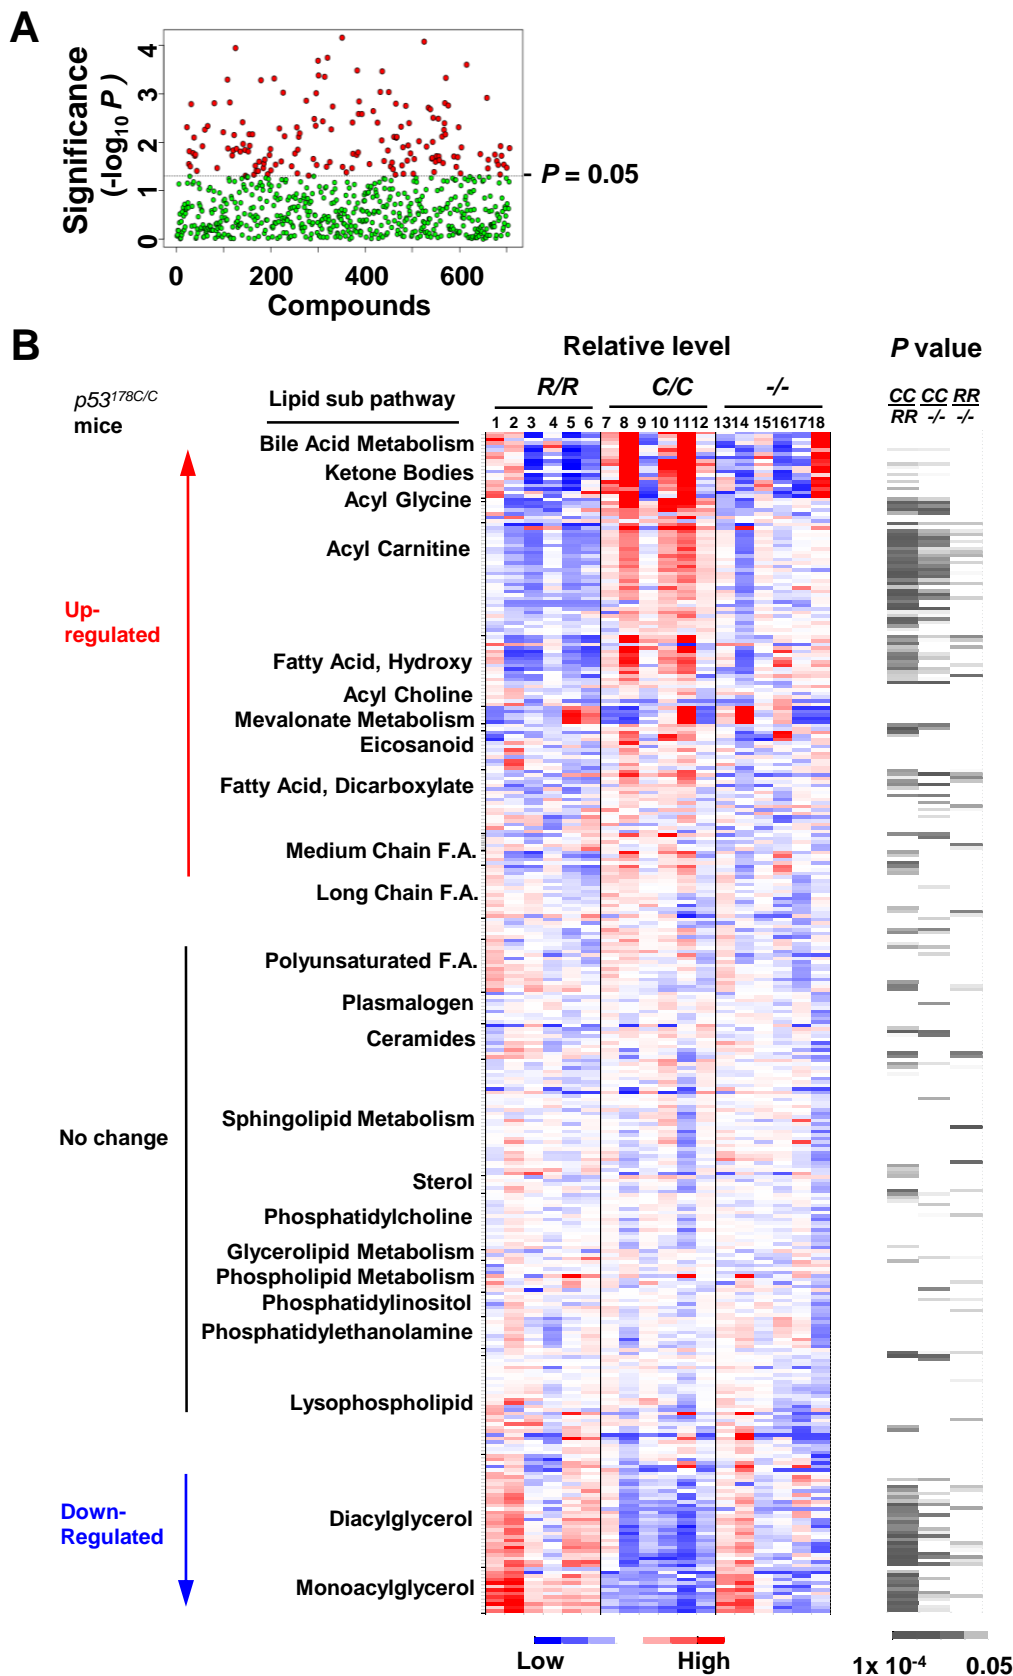 A
Significance
(-log10 P )
4
3
2
1
0
P = 0.05
0 200 400 600
Compounds
B
Relative level
P value
p53178C/C
mice
Lipid sub pathway
R/R C/C -/-
CC CC RR
RR -/- -/-
1 2 3 4 5 6 7 8 9 10 11 12 13 14 15 16 17 18
Bile Acid Metabolism
Ketone Bodies
Acyl Glycine
Acyl Carnitine
Up-
regulated
Fatty Acid, Hydroxy
Acyl Choline
Mevalonate Metabolism
Eicosanoid
Fatty Acid, Dicarboxylate
Medium Chain F.A.
Long Chain F.A.
Polyunsaturated F.A.
Plasmalogen
Ceramides
Sphingolipid Metabolism
No change
Sterol
Phosphatidylcholine
Glycerolipid Metabolism
Phospholipid Metabolism
Phosphatidylinositol
Phosphatidylethanolamine
Lysophospholipid
Down-
Regulated
Diacylglycerol
Monoacylglycerol
Low High
1x 10-4 0.05